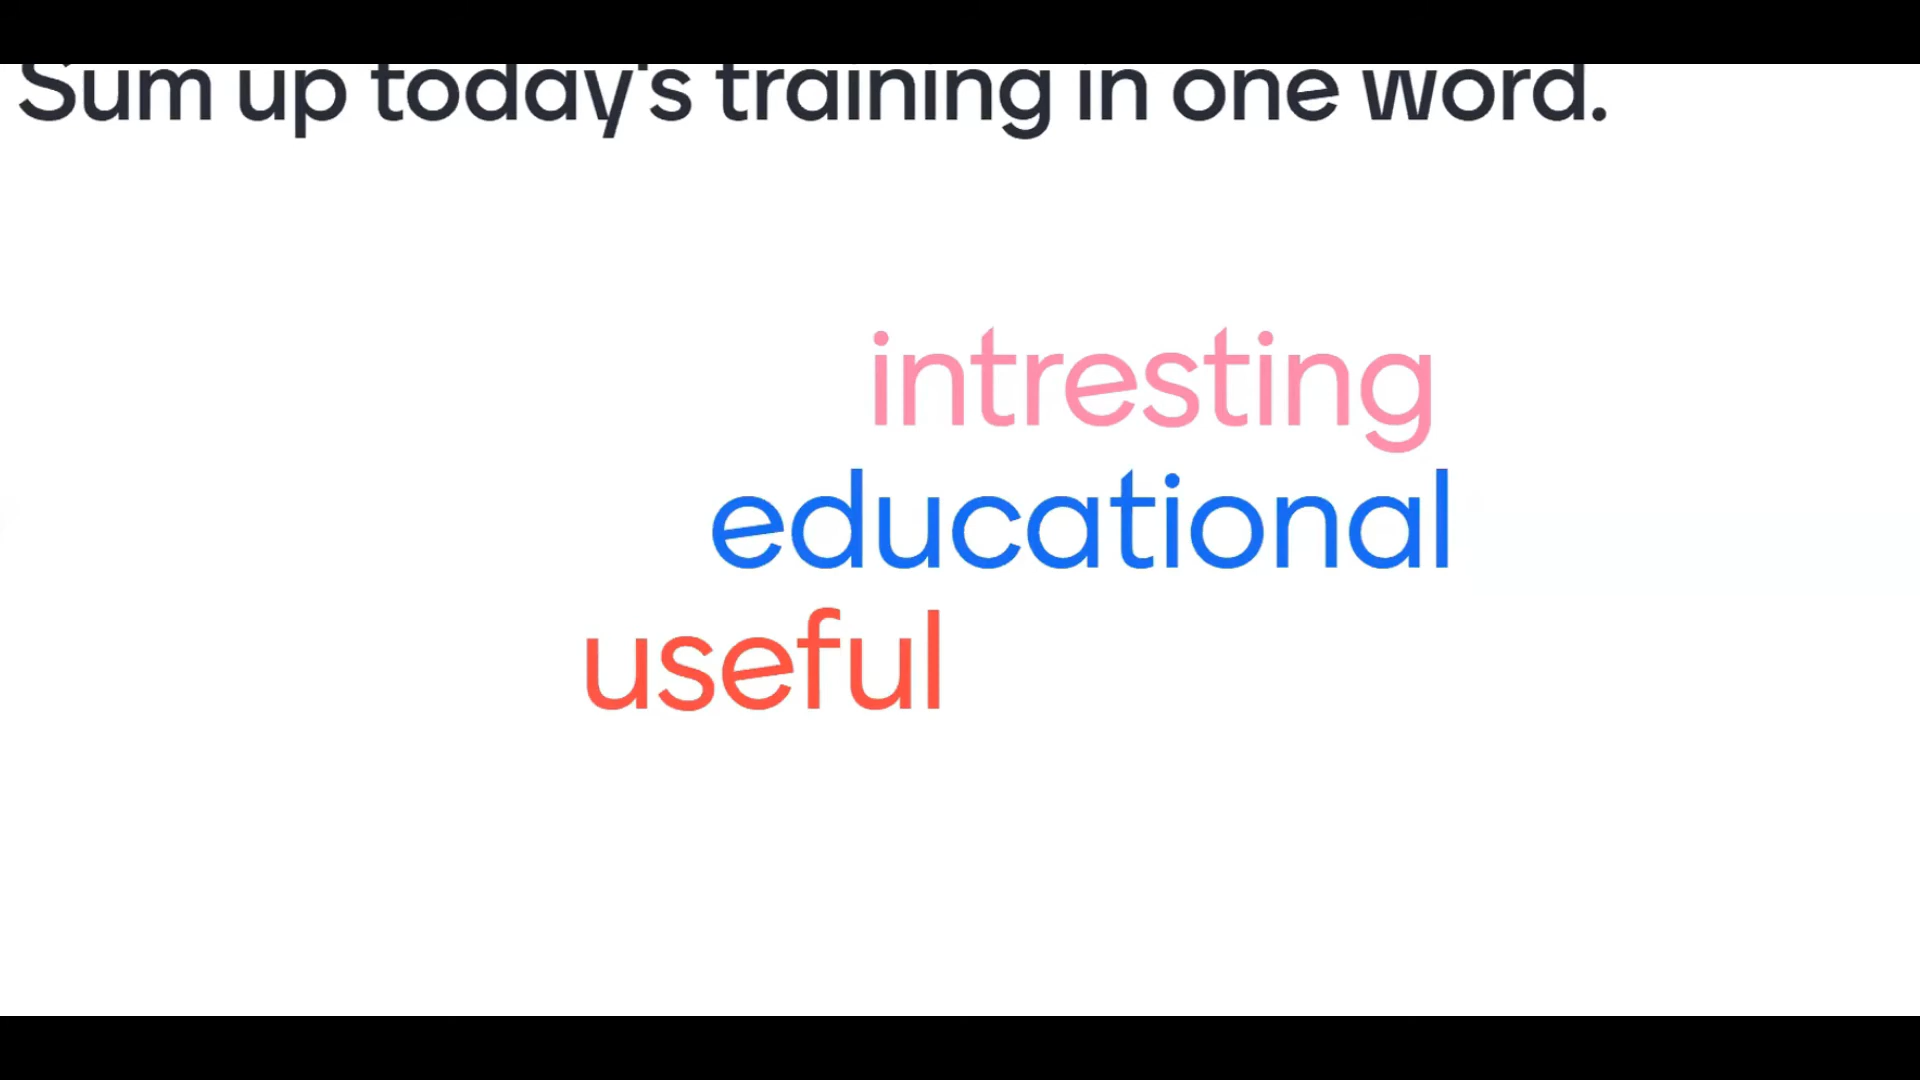 Sum up today's training in one word.
intresting
educational
useful